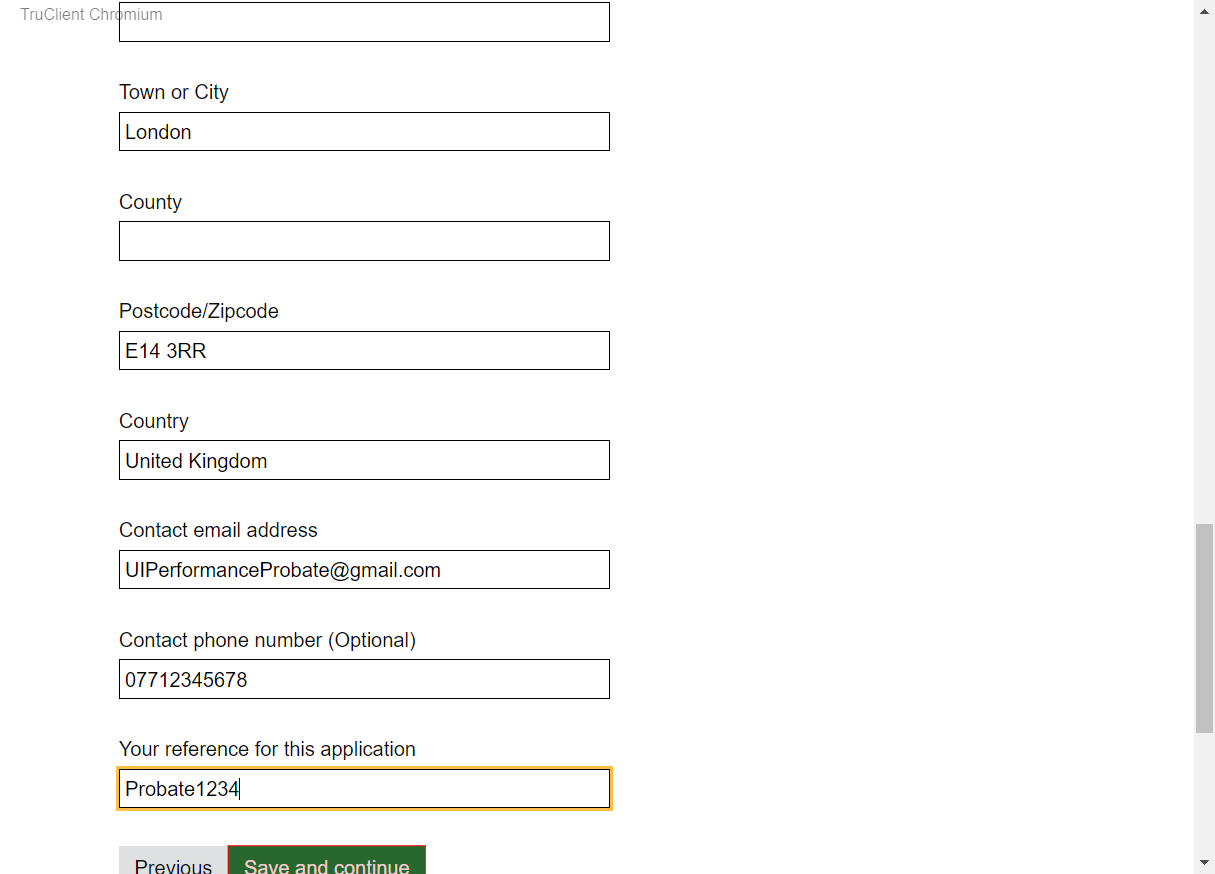 TruClient Chromium
Town or City
London
County
Postcode/Zipcode
E14 3RR
Country
United Kingdom
Contact email address
UIPerformanceProbate@gmail.com
Contact phone number (Optional)
07712345678
Your reference for this application
Probate1234
Previous Save and continue